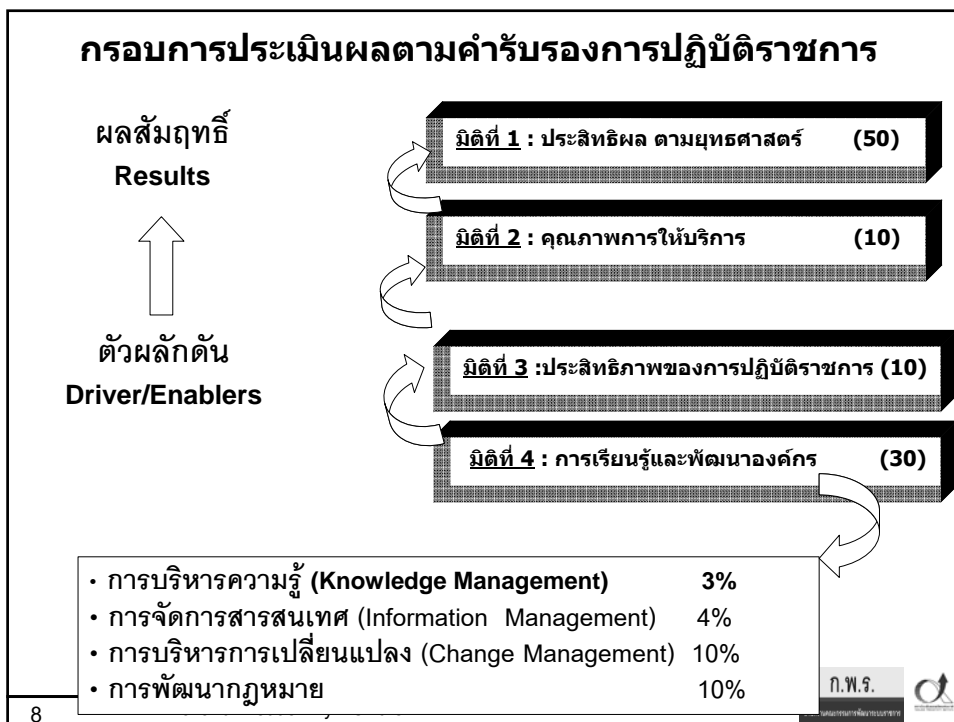 กรอบการประเมินผลตามคำรับรองการปฏิบัติราชการ
ผลสัมฤทธิ์
Results
ตัวผลักดัน
Driver/Enablers
มิติที่ 1 : ประสิทธิผล ตามยุทธศาสตร์ (50)
มิติที่ 2 : คุณภาพการให้บริการ (10)
มิติที่ 3 :ประสิทธิภาพของการปฏิบัติราชการ (10)
มิติที่ 4 : การเรียนรู้และพัฒนาองค์กร (30)
• การบริหารความรู้ (Knowledge Management) 3%
• การจัดการสารสนเทศ (Information Management) 4%
• การบริหารการเปลี่ยนแปลง (Change Management) 10%
• การพัฒนากฎหมาย 10%
ก.พ.ร.
8